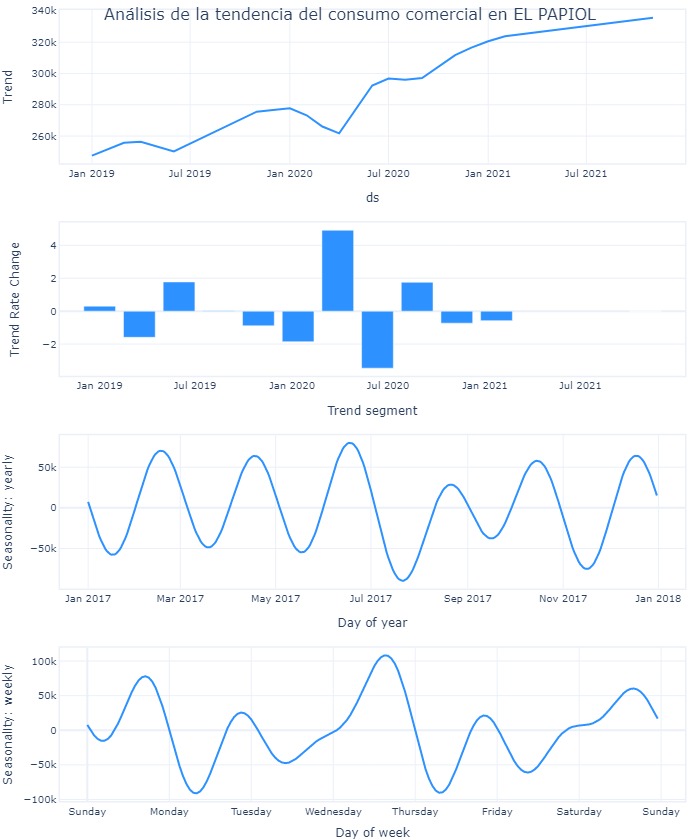 Análisis de la tendencia del consumo comercial en EL PAPIOL
340k
320k
300k
280k
260k
Trend
Jan 2019 Jul 2019 Jan 2020 Jul 2020 Jan 2021 Jul 2021
ds
4
2
0
−2
Trend Rate Change
Jan 2019 Jul 2019 Jan 2020 Jul 2020 Jan 2021 Jul 2021
Trend segment
50k
0
−50k
Seasonality: yearly
Jan 2017 Mar 2017 May 2017 Jul 2017 Sep 2017 Nov 2017 Jan 2018
Day of year
100k
50k
0
−50k
−100k
Seasonality: weekly
Sunday Monday Tuesday Wednesday Thursday Friday Saturday Sunday
Day of week